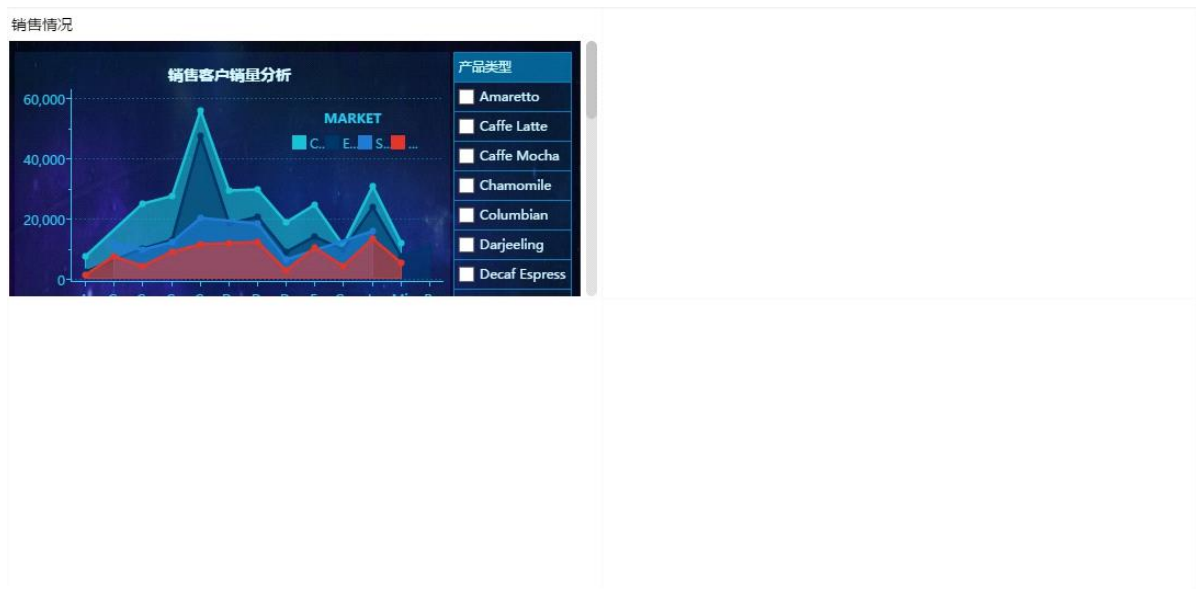 销售情况
销售客户销量分析
60,000
40,000
20,000
0
MARKET
C.. E.. S.. ...
产品类型
Amaretto
Caffe Latte
Caffe Mocha
Chamomile
Columbian
Darjeeling
Decaf Espress